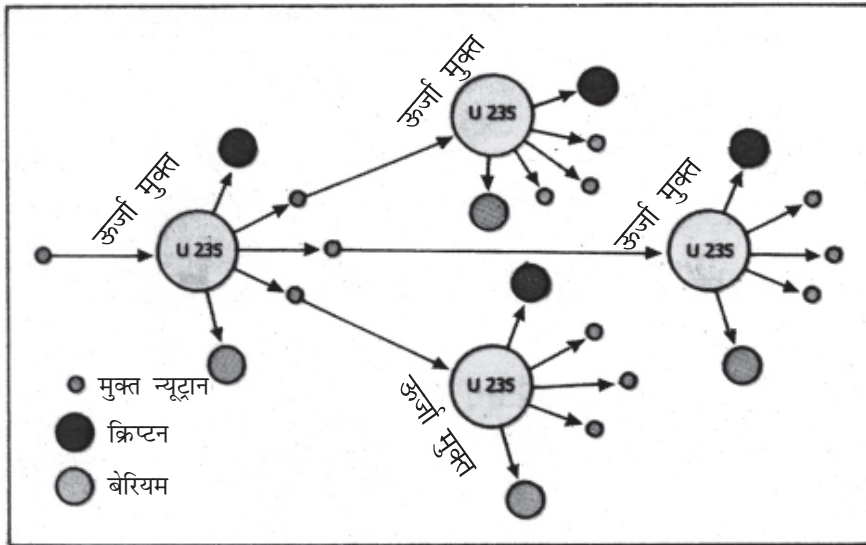 ऊर्जा मुक्त
U 235
ऊर्जा मुक्त
U 235
ऊर्जा मुक्त
U 235
ऊर्जा मुक्त
U 235
मुक्त न्यूट्रान
क्रिप्टन
बेरियम